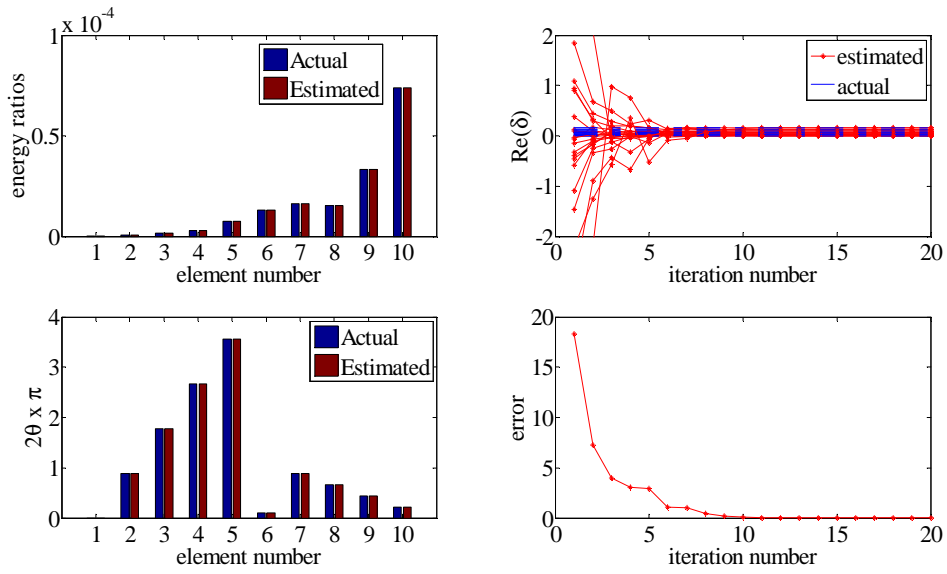 1 x 10^-4
1
0.5
0
energy ratios
Actual
Estimated
1 2 3 4 5 6 7 8 9 10
element number
2
1
0
-1
-2
Re(δ)
estimated
actual
0 5 10 15 20
iteration number
4
3
2
1
0
2θ x π
Actual
Estimated
1 2 3 4 5 6 7 8 9 10
element number
20
15
10
5
0
error
0 5 10 15 20
iteration number